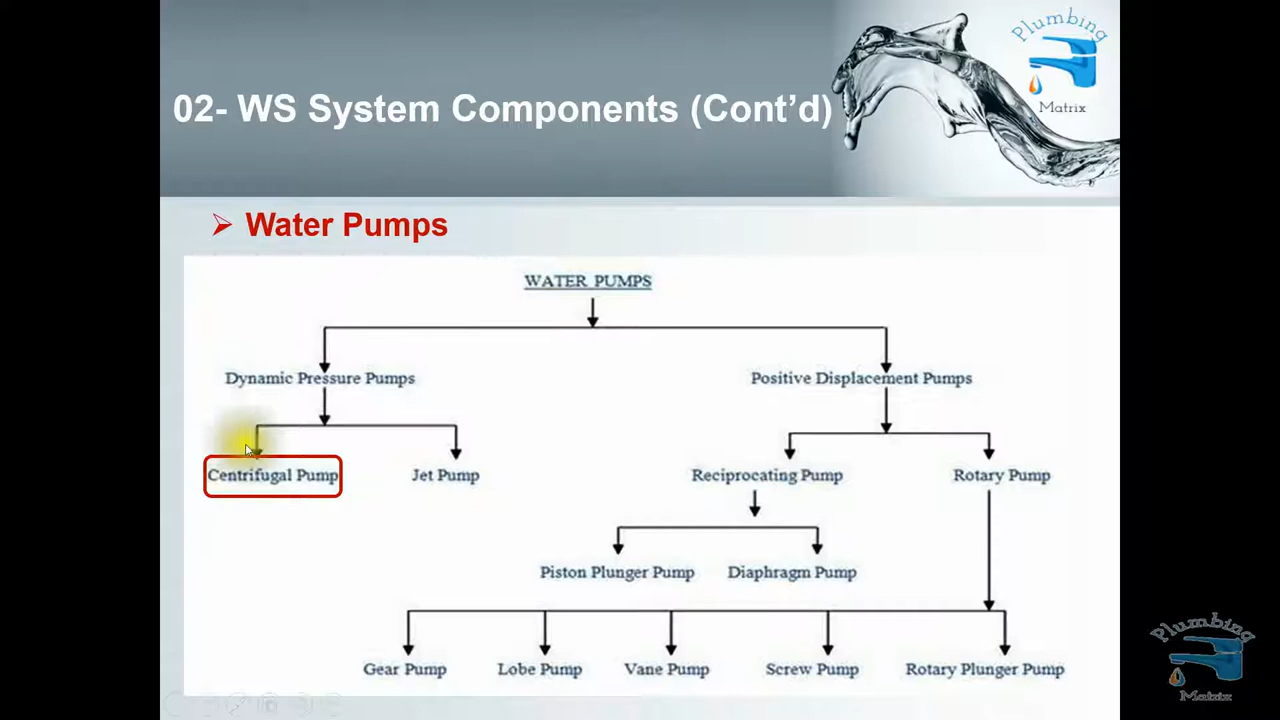 Plumbing
Matrix
02- WS System Components (Cont’d)
Water Pumps
WATER PUMPS
Dynamic Pressure Pumps
Positive Displacement Pumps
Centrifugal Pump
Jet Pump
Reciprocating Pump
Rotary Pump
Piston Plunger Pump
Diaphragm Pump
Gear Pump
Lobe Pump
Vane Pump
Screw Pump
Rotary Plunger Pump
Plumbing
Matrix